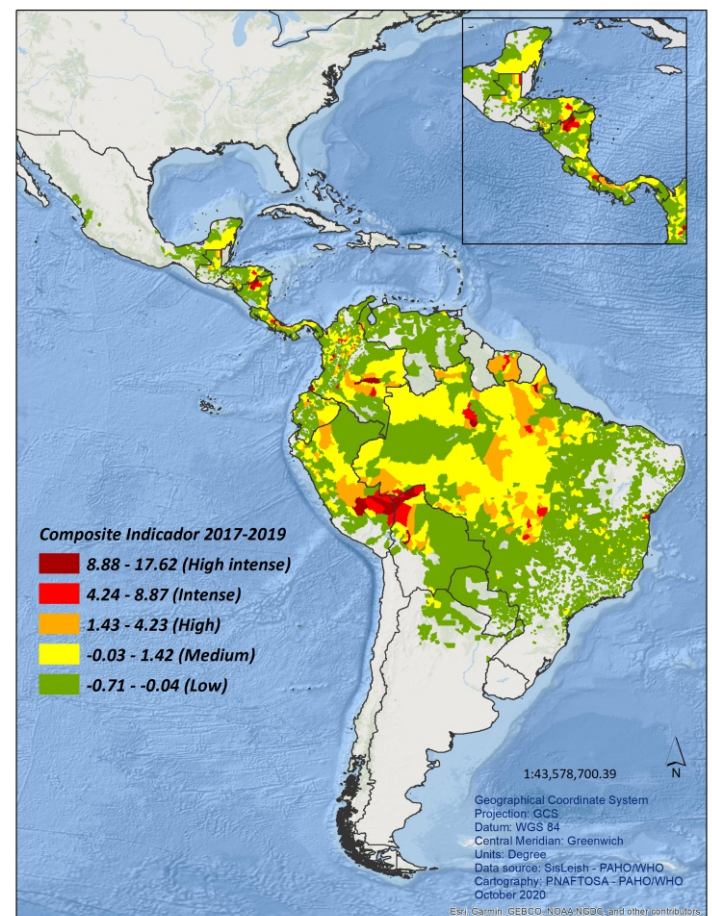 Composite Indicador 2017-2019
8.88 - 17.62 (High intense)
4.24 - 8.87 (Intense)
1.43 - 4.23 (High)
-0.03 - 1.42 (Medium)
-0.71 - -0.04 (Low)
1:43,578,700.39
N
Geographical Coordinate System
Projection: GCS
Datum: WGS 84
Central Meridian: Greenwich
Units: Degree
Data source: SisLeish - PAHO/WHO
Cartography: PNAFTOSA - PAHO/WHO
October 2020
Esri, Garmin, GEBCO, NOAA NGDC, and other contributors